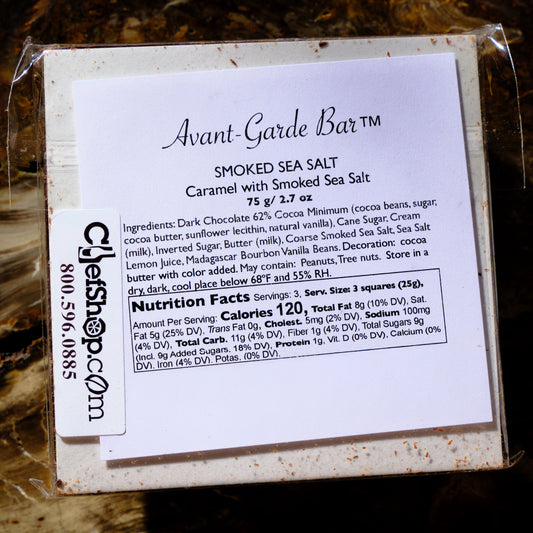 Avant-Garde Bar™
SMOKED SEA SALT
Caramel with Smoked Sea Salt
75 g/ 2.7 oz
Ingredients: Dark Chocolate 62% Cocoa Minimum (cocoa beans, sugar,
cocoa butter, sunflower lecithin, natural vanilla), Cane Sugar, Cream
(milk), Inverted Sugar, Butter (milk), Coarse Smoked Sea Salt, Sea Salt
Lemon Juice, Madagascar Bourbon Vanilla Beans. Decoration: cocoa
butter with color added. May contain: Peanuts, Tree nuts. Store in a
dry, dark, cool place below 68°F and 55% RH.
Nutrition Facts Servings: 3, Serv. Size: 3 squares (25g),
Amount Per Serving: Calories 120, Total Fat 8g (10% DV), Sat.
Fat 5g (25% DV), Trans Fat 0g, Cholest. 5mg (2% DV), Sodium 100mg
(4% DV), Total Carb. 11g (4% DV), Fiber 1g (4% DV), Total Sugars 9g
(Incl. 9g Added Sugars, 18% DV), Protein 1g, Vit. D (0% DV), Calcium (0%
DV), Iron (4% DV), Potas. (0% DV).
ChefShop.com
800.596.0885